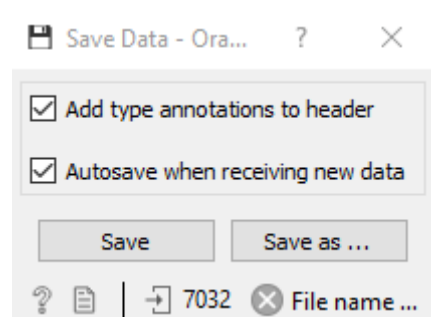 Save Data - Ora... ?
Add type annotations to header
Autosave when receiving new data
Save Save as ...
? 7032 File name ...